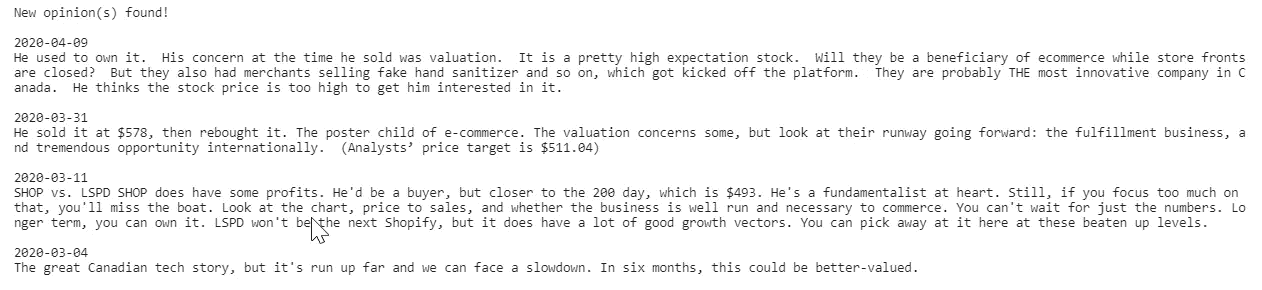 New opinion(s) found!
2020-04-09
He used to own it.  His concern at the time he sold was valuation.  It is a pretty high expectation stock.  Will they be a beneficiary of ecommerce while store fronts
are closed?  But they also had merchants selling fake hand sanitizer and so on, which got kicked off the platform.  They are probably THE most innovative company in C
anada.  He thinks the stock price is too high to get him interested in it.
2020-03-31
He sold it at $578, then rebought it. The poster child of e-commerce. The valuation concerns some, but look at their runway going forward: the fulfillment business, a
nd tremendous opportunity internationally.  (Analysts’ price target is $511.04)
2020-03-11
SHOP vs. LSPD SHOP does have some profits. He'd be a buyer, but closer to the 200 day, which is $493. He's a fundamentalist at heart. Still, if you focus too much on
that, you'll miss the boat. Look at the chart, price to sales, and whether the business is well run and necessary to commerce. You can't wait for just the numbers. Lo
nger term, you can own it. LSPD won't be the next Shopify, but it does have a lot of good growth vectors. You can pick away at it here at these beaten up levels.
2020-03-04
The great Canadian tech story, but it's run up far and we can face a slowdown. In six months, this could be better-valued.